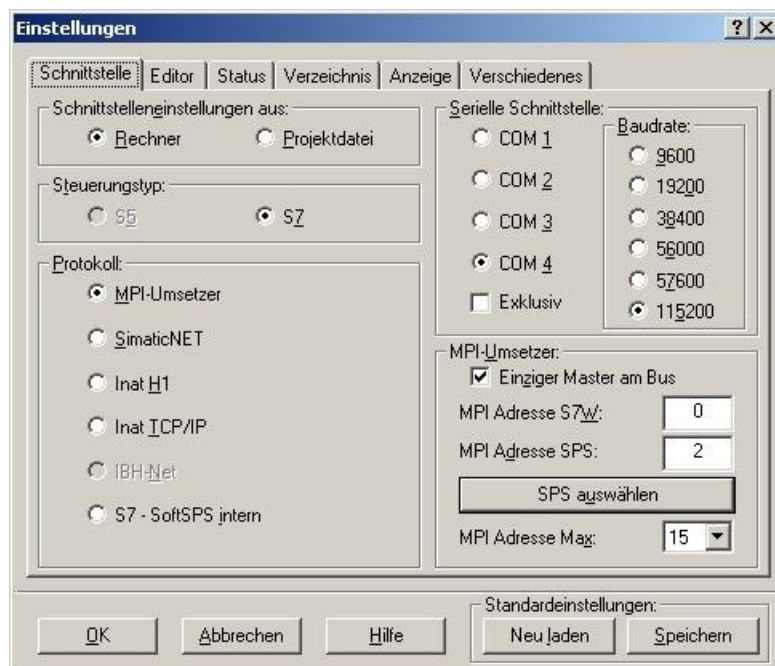 Einstellungen
Schnittstelle Editor Status Verzeichnis Anzeige Verschiedenes
Schnittstelleneinstellungen aus:
Rechner Projektdatei
Steuerungstyp:
S5 S7
Protokoll:
MPI-Umsetzer
SimaticNET
Inat H1
Inat TCP/IP
IBH-Net
S7 - SoftSPS intern
Serielle Schnittstelle:
COM 1
COM 2
COM 3
COM 4
Exklusiv
Baudrate:
9600
19200
38400
56000
57600
115200
MPI-Umsetzer:
Einziger Master am Bus
MPI Adresse S7W: 0
MPI Adresse SPS: 2
SPS auswählen
MPI Adresse Max: 15
OK Abbrechen Hilfe
Standardeinstellungen:
Neu laden Speichern